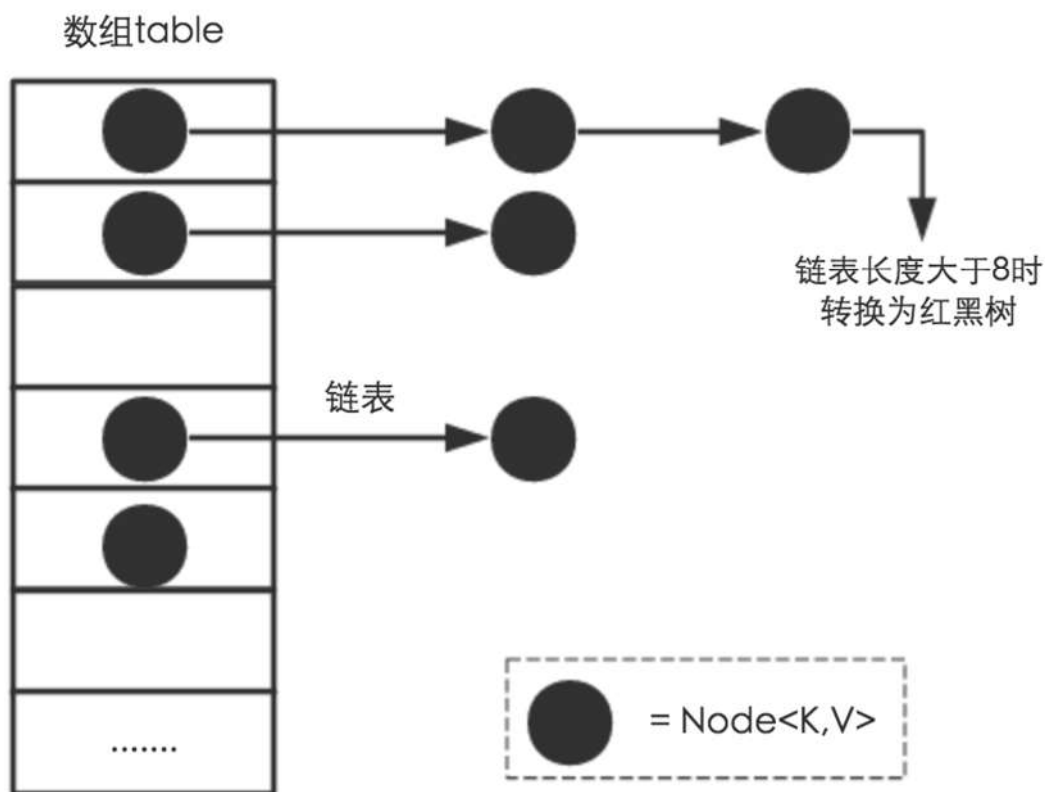 数组table
链表长度大于8时
转换为红黑树
链表
.......
= Node<K,V>